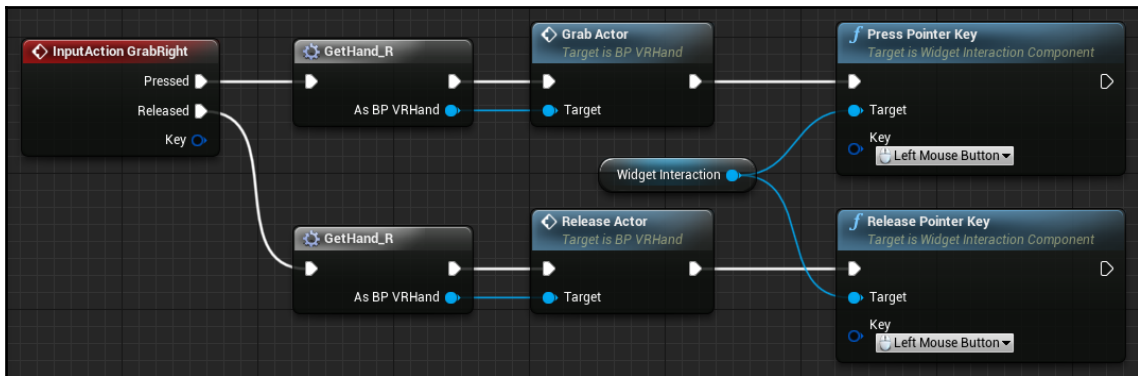 InputAction GrabRight
Pressed
Released
Key
GetHand_R
As BP VRHand
Grab Actor
Target is BP VRHand
Target
Press Pointer Key
Target is Widget Interaction Component
Target
Key
Left Mouse Button
Widget Interaction
GetHand_R
As BP VRHand
Release Actor
Target is BP VRHand
Target
Release Pointer Key
Target is Widget Interaction Component
Target
Key
Left Mouse Button